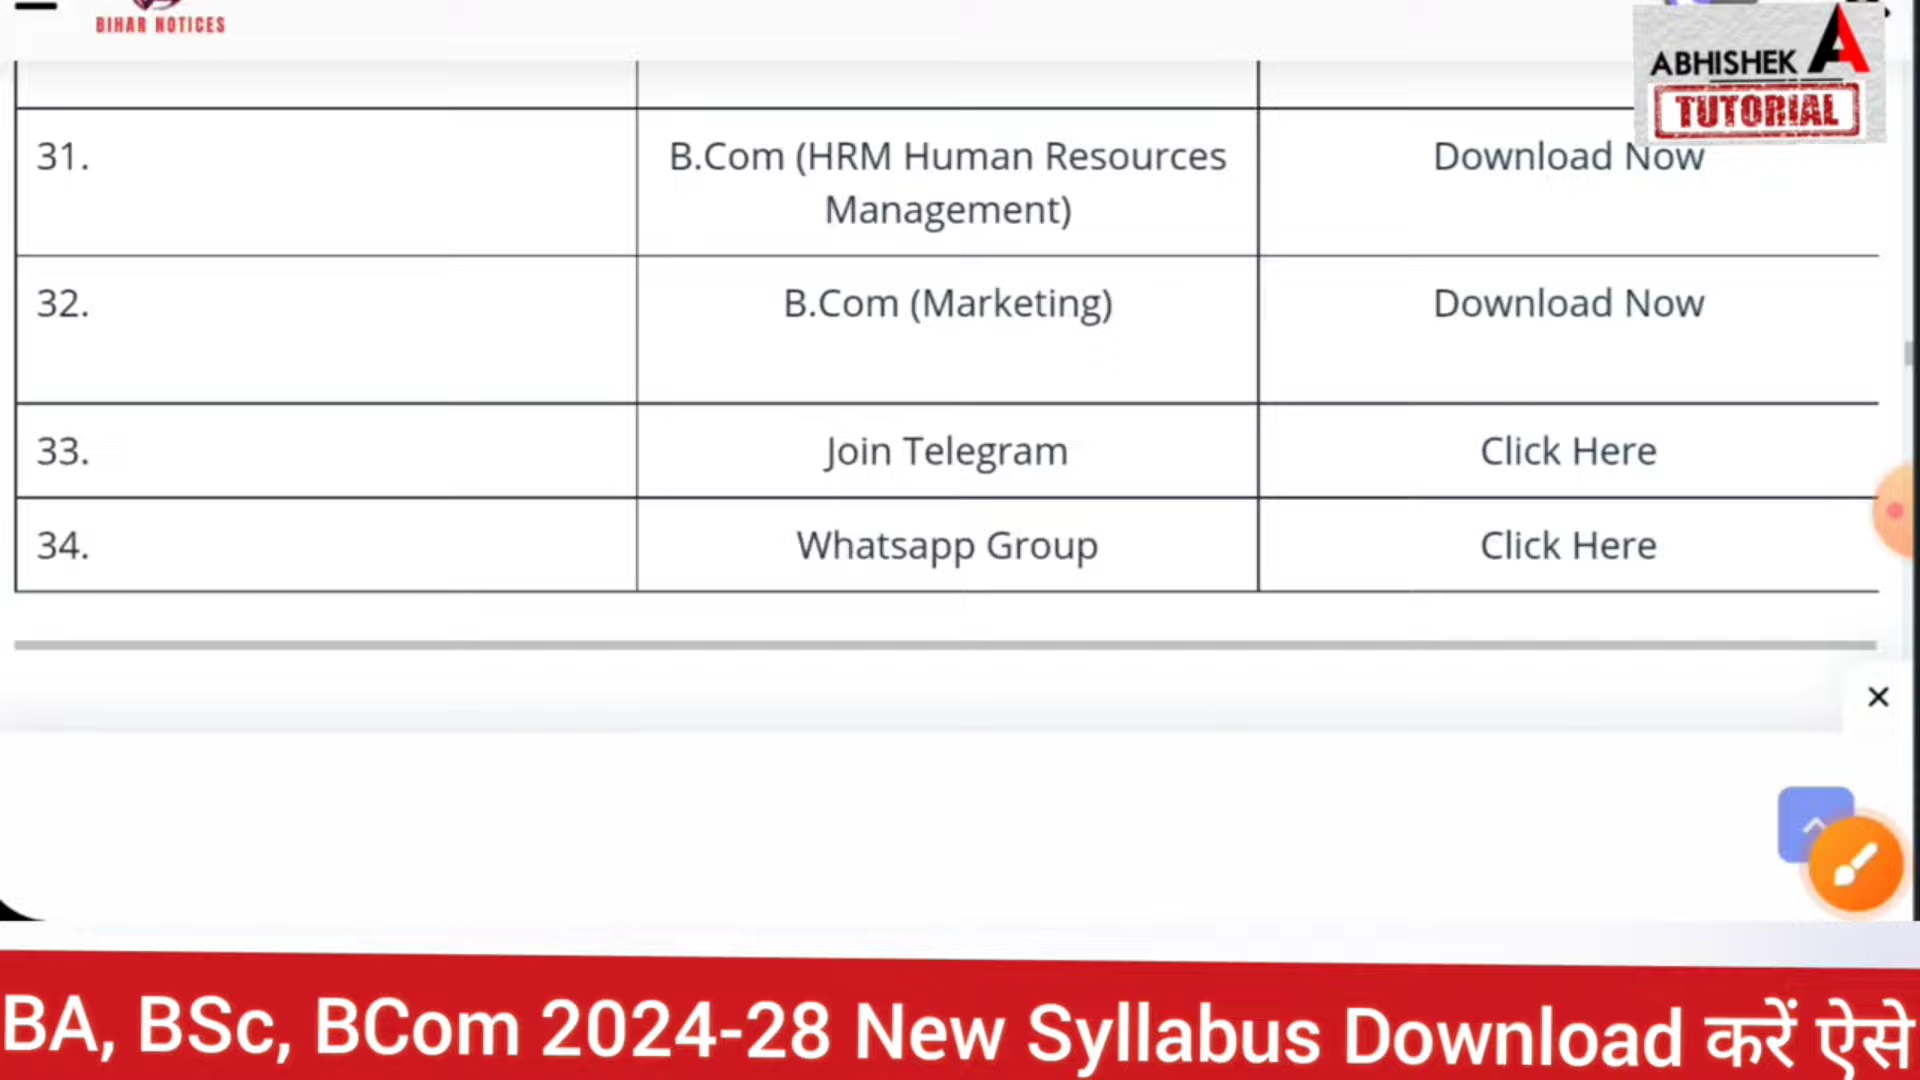 BIHAR NOTICES
ABHISHEK A
TUTORIAL
31. B.Com (HRM Human Resources Management) Download Now
32. B.Com (Marketing) Download Now
33. Join Telegram Click Here
34. Whatsapp Group Click Here
BA, BSc, BCom 2024-28 New Syllabus Download करें ऐसे